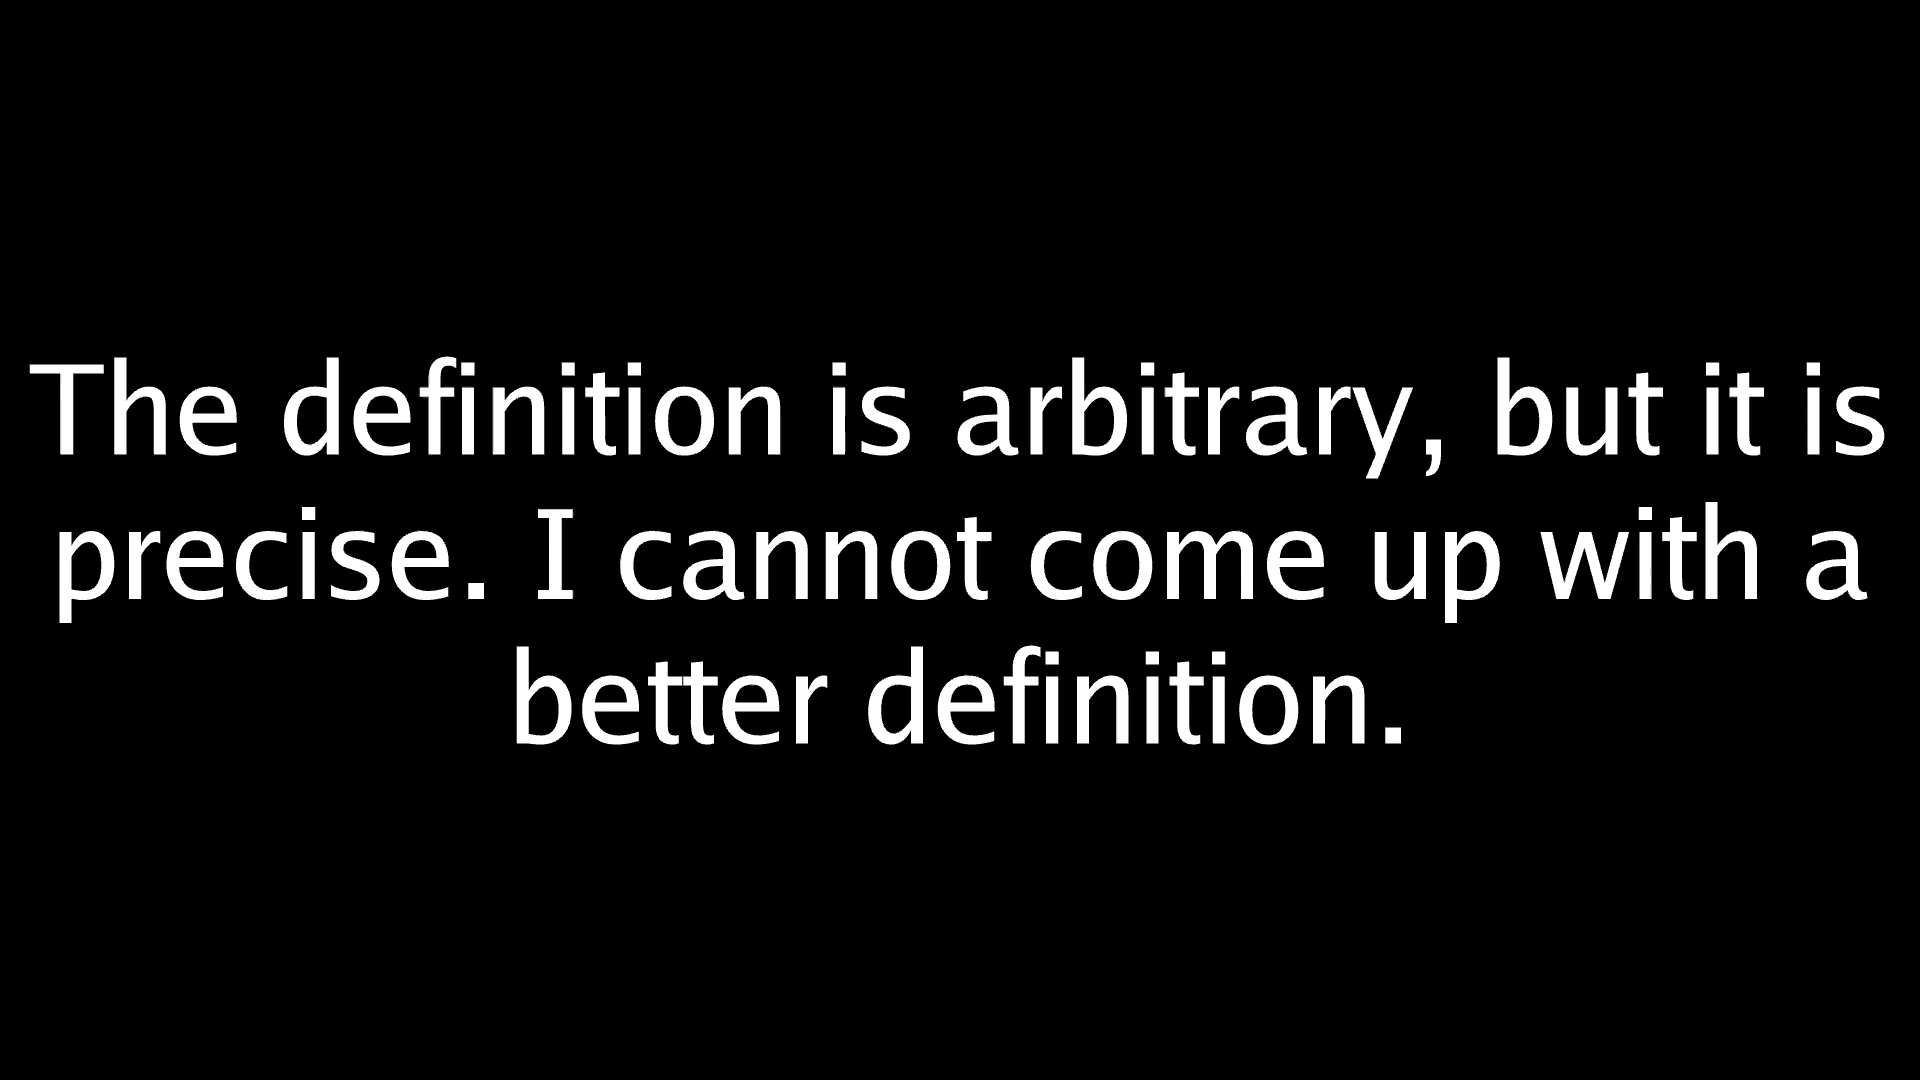 The definition is arbitrary, but it is
precise. I cannot come up with a
better definition.